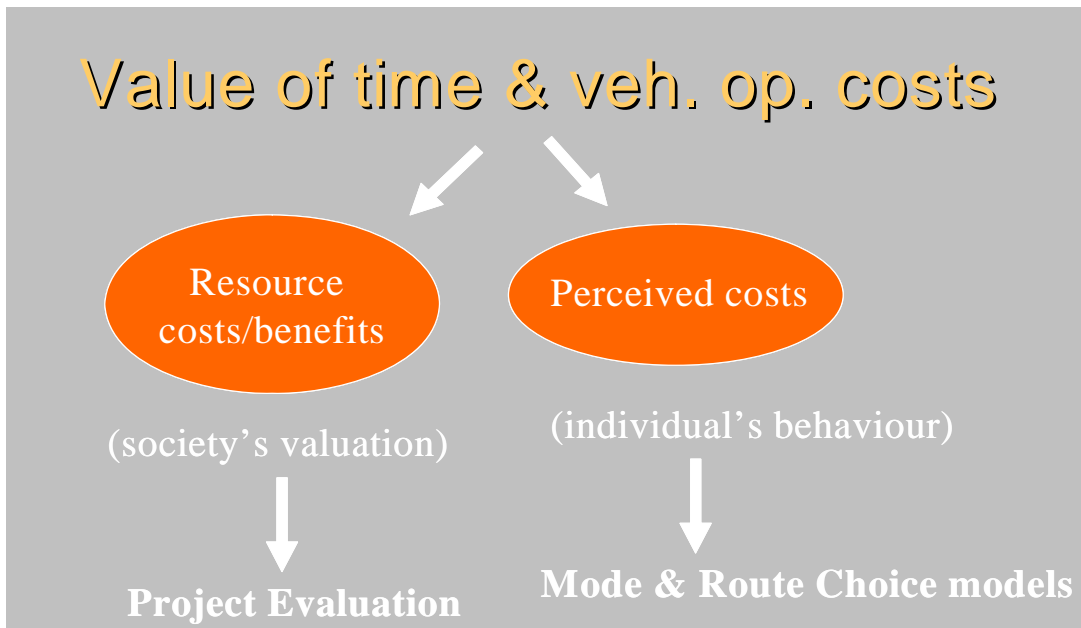 Value of time & veh. op. costs
Resource
costs/benefits
(society’s valuation)
Project Evaluation
Perceived costs
(individual’s behaviour)
Mode & Route Choice models